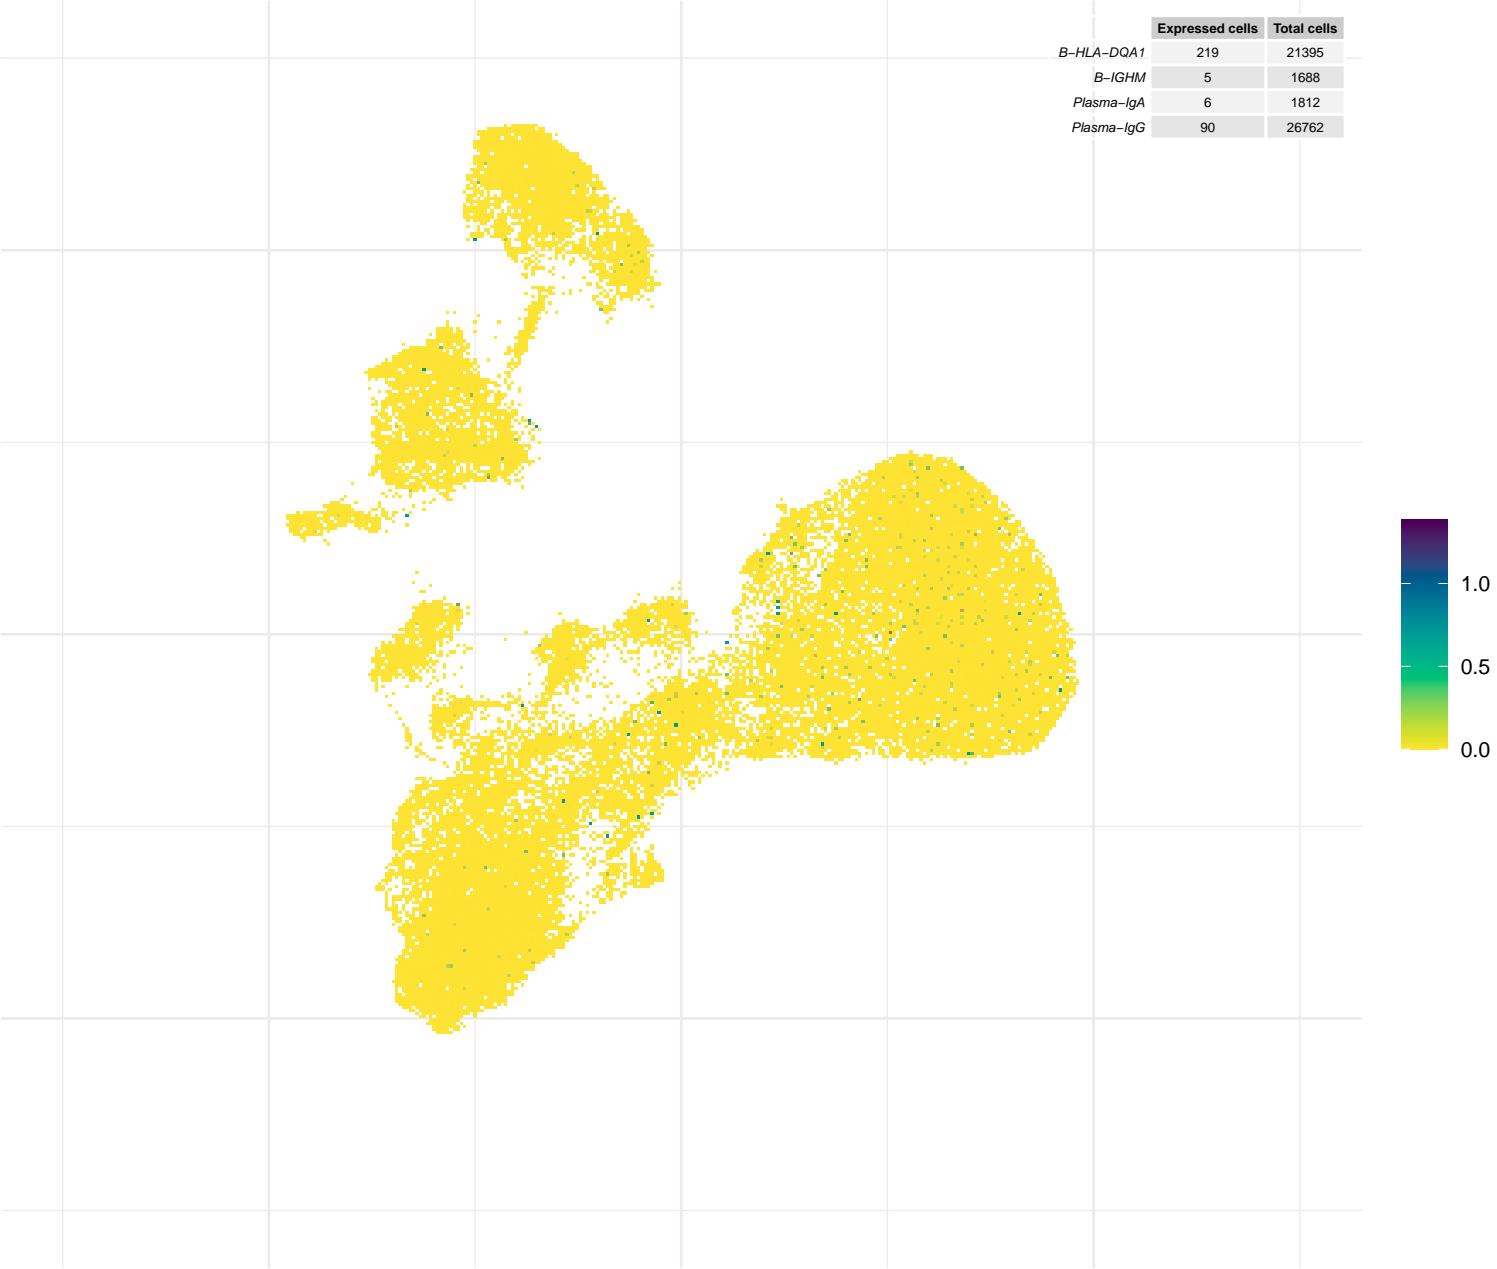 Expressed cells Total cells
B−HLA−DQA1 219 21395
B−IGHM 5 1688
Plasma−IgA 6 1812
Plasma−IgG 90 26762
1.0
0.5
0.0